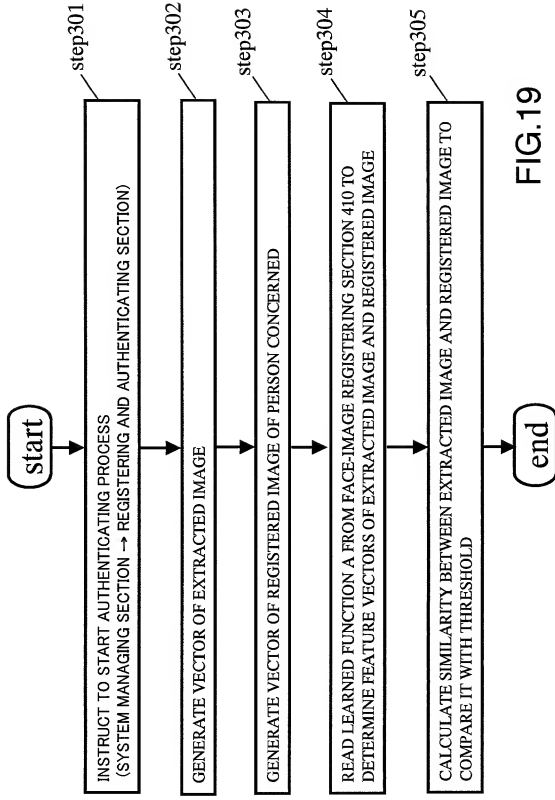 start
step301
INSTRUCT TO START AUTHENTICATING PROCESS
(SYSTEM MANAGING SECTION → REGISTERING AND AUTHENTICATING SECTION)
step302
GENERATE VECTOR OF EXTRACTED IMAGE
step303
GENERATE VECTOR OF REGISTERED IMAGE OF PERSON CONCERNED
step304
READ LEARNED FUNCTION A FROM FACE-IMAGE REGISTERING SECTION 410 TO
DETERMINE FEATURE VECTORS OF EXTRACTED IMAGE AND REGISTERED IMAGE
step305
CALCULATE SIMILARITY BETWEEN EXTRACTED IMAGE AND REGISTERED IMAGE TO
COMPARE IT WITH THRESHOLD
end
FIG.19